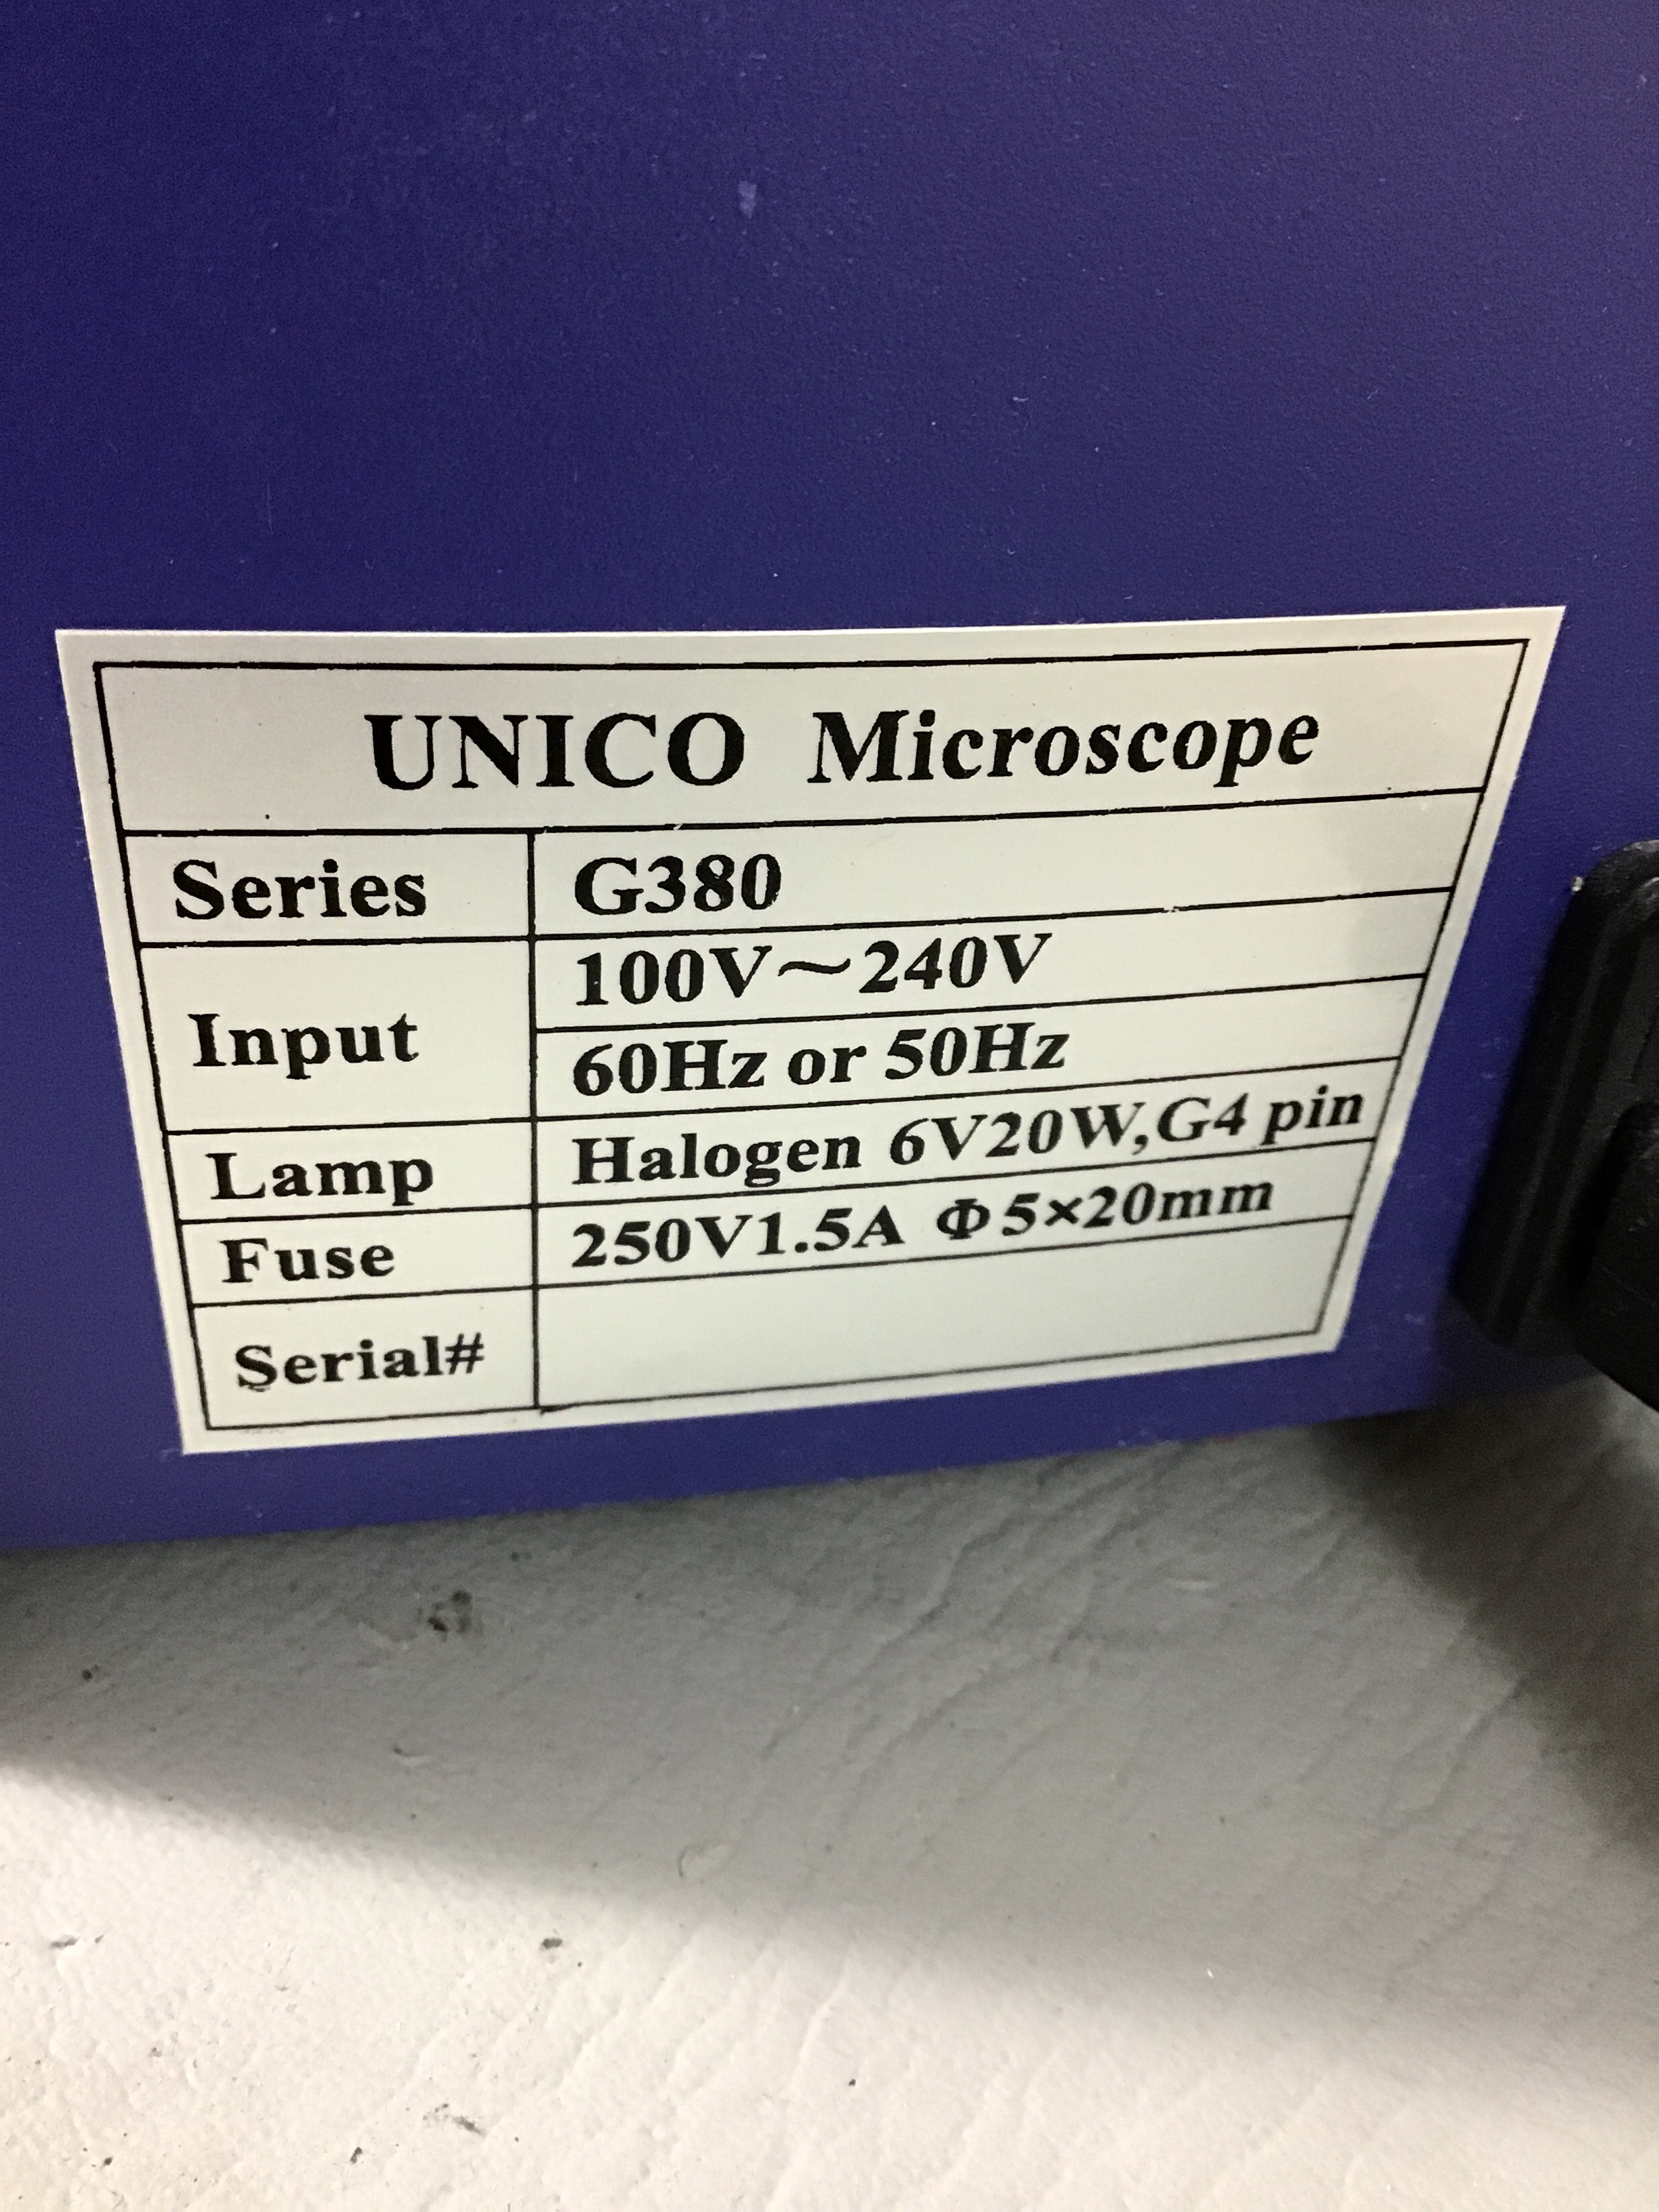 UNICO Microscope
Series G380
Input 100V～240V
60Hz or 50Hz
Lamp Halogen 6V20W,G4 pin
Fuse 250V1.5A Φ5×20mm
Serial#